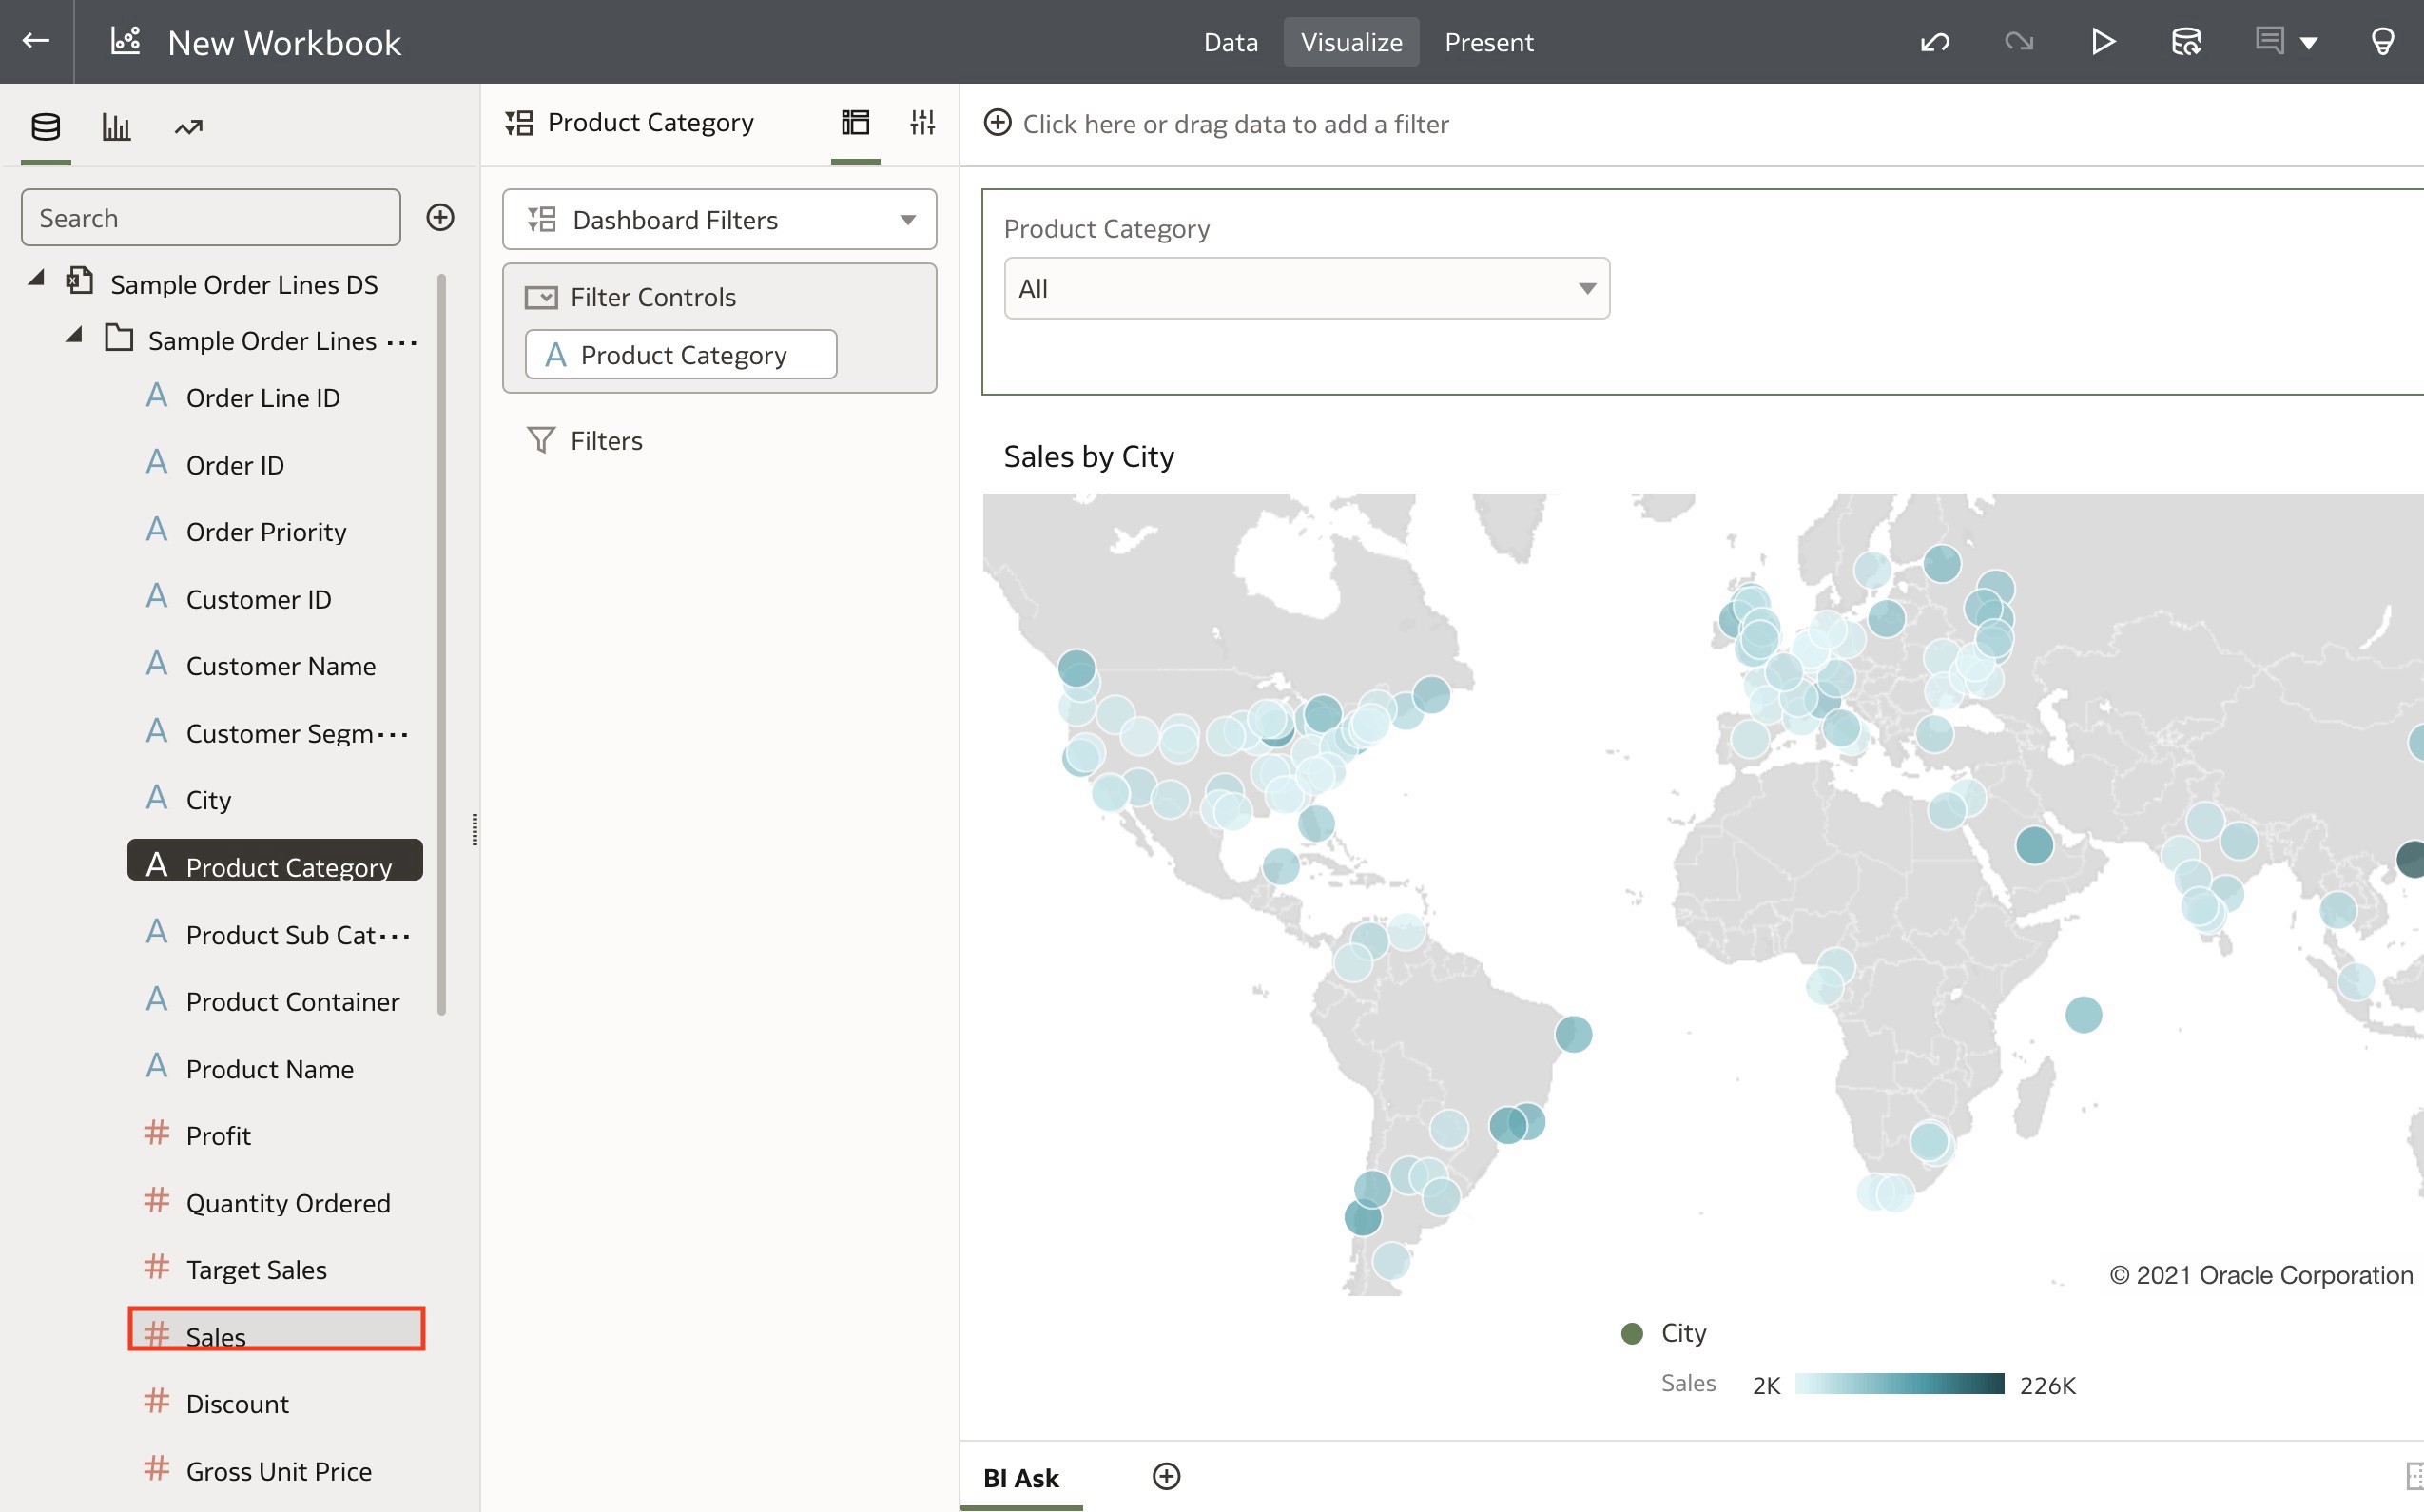 New Workbook
Data
Visualize
Present
Product Category
Click here or drag data to add a filter
Search
Sample Order Lines DS
Sample Order Lines ...
A Order Line ID
A Order ID
A Order Priority
A Customer ID
A Customer Name
A Customer Segm...
A City
A Product Category
A Product Sub Cat...
A Product Container
A Product Name
# Profit
# Quantity Ordered
# Target Sales
# Sales
# Discount
# Gross Unit Price
Dashboard Filters
Filter Controls
A Product Category
Filters
Product Category
All
Sales by City
© 2021 Oracle Corporation
City
Sales 2K 226K
BI Ask